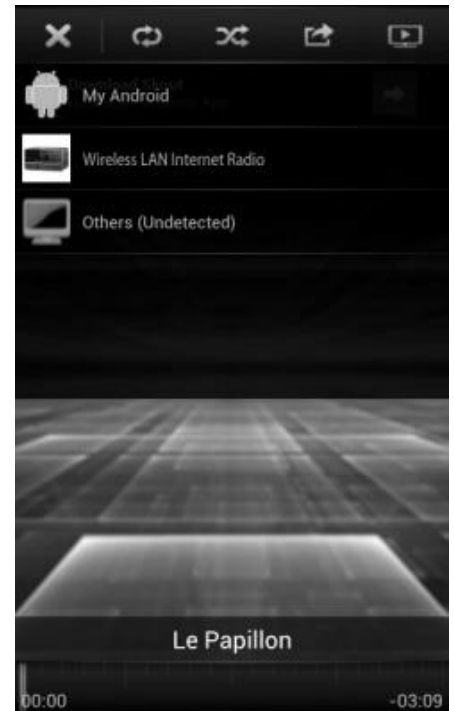 My Android
Wireless LAN Internet Radio
Others (Undetected)
Le Papillon
00:00
-03:09